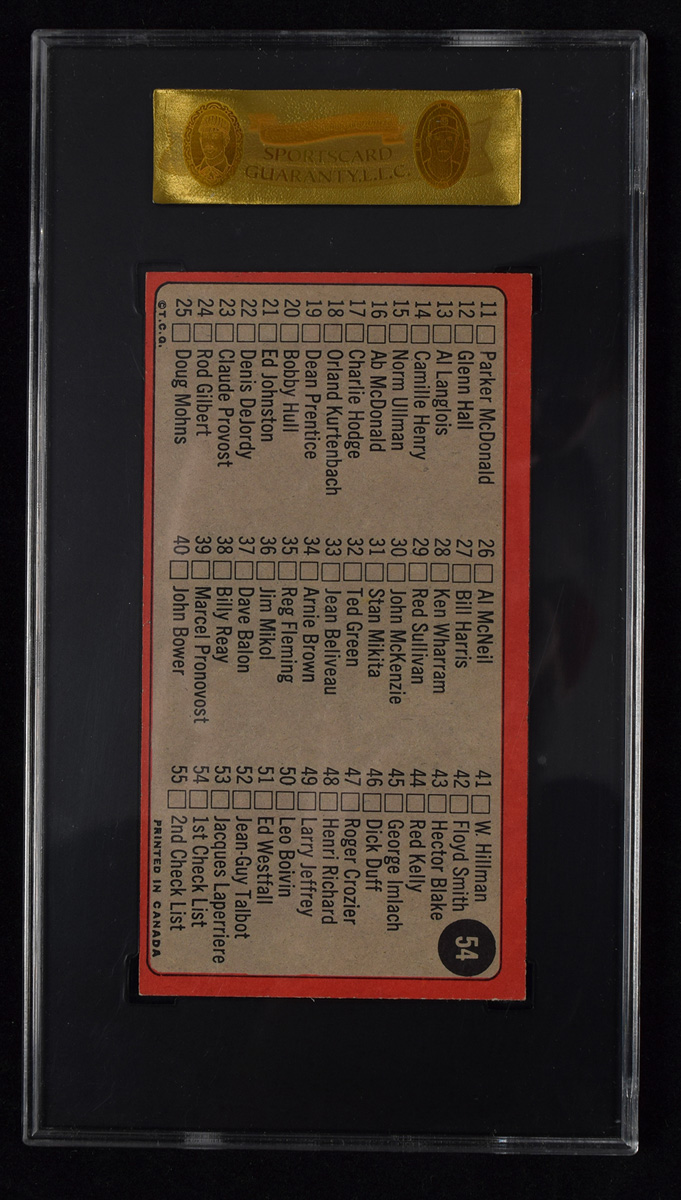 SPORTSCARD
GUARANTY, L.L.C.
11 Parker McDonald
12 Glenn Hall
13 Al Langlois
14 Camille Henry
15 Norm Ullman
16 Ab McDonald
17 Charlie Hodge
18 Orland Kurtenbach
19 Dean Prentice
20 Bobby Hull
21 Ed Johnston
22 Denis DeJordy
23 Claude Provost
24 Rod Gilbert
25 Doug Mohns
©T.C.G.
26 Al McNeil
27 Bill Harris
28 Ken Wharram
29 Red Sullivan
30 John McKenzie
31 Stan Mikita
32 Ted Green
33 Jean Beliveau
34 Arnie Brown
35 Reg Fleming
36 Jim Mikol
37 Dave Balon
38 Billy Reay
39 Marcel Pronovost
40 John Bower
54
41 W. Hillman
42 Floyd Smith
43 Hector Blake
44 Red Kelly
45 George Imlach
46 Dick Duff
47 Roger Crozier
48 Henri Richard
49 Larry Jeffrey
50 Leo Boivin
51 Ed Westfall
52 Jean-Guy Talbot
53 Jacques Laperriere
54 1st Check List
55 2nd Check List
PRINTED IN CANADA